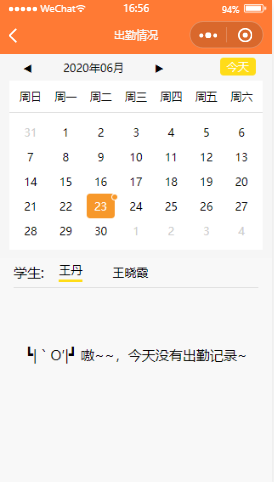 ●●●●● WeChat 16:56 94%
出勤情况
◀ 2020年06月 ▶ 今天
周日 周一 周二 周三 周四 周五 周六
31 1 2 3 4 5 6
7 8 9 10 11 12 13
14 15 16 17 18 19 20
21 22 23 24 25 26 27
28 29 30 1 2 3 4
学生: 王丹 王晓霞
┗|｀O′|┛ 嗷~~，今天没有出勤记录~